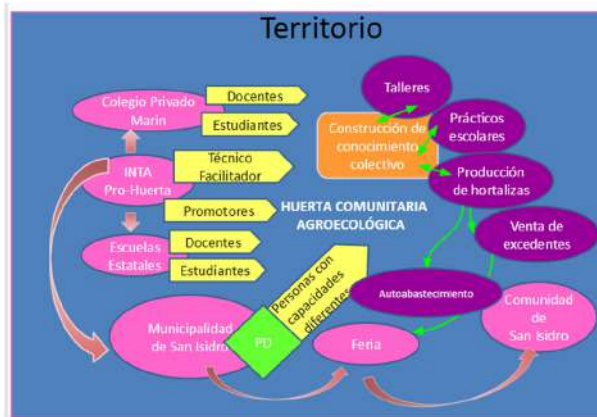 Territorio
Colegio Privado
Marin
Docentes
Estudiantes
INTA
Pro-Huerta
Técnico
Facilitador
Promotores
Escuelas
Estatales
Docentes
Estudiantes
Talleres
Construcción de
conocimiento
colectivo
Prácticos
escolares
Producción
de hortalizas
HUERTA COMUNITARIA
AGROECOLÓGICA
Venta de
excedentes
Personas con
capacidades
diferentes
Autoabastecimiento
Municipalidad
de San Isidro
PD
Feria
Comunidad
de
San Isidro